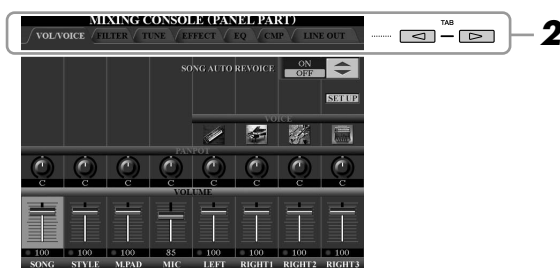 MIXING CONSOLE (PANEL PART)
VOL/VOICE FILTER TUNE EFFECT EQ CMP LINE OUT
TAB
2
SONG AUTO REVOICE ON
OFF
SETUP
VOICE
PANPOT
C C C C C C C C
VOLUME
100 100 100 85 100 100 100 100
SONG STYLE M.PAD MIC LEFT RIGHT1 RIGHT2 RIGHT3